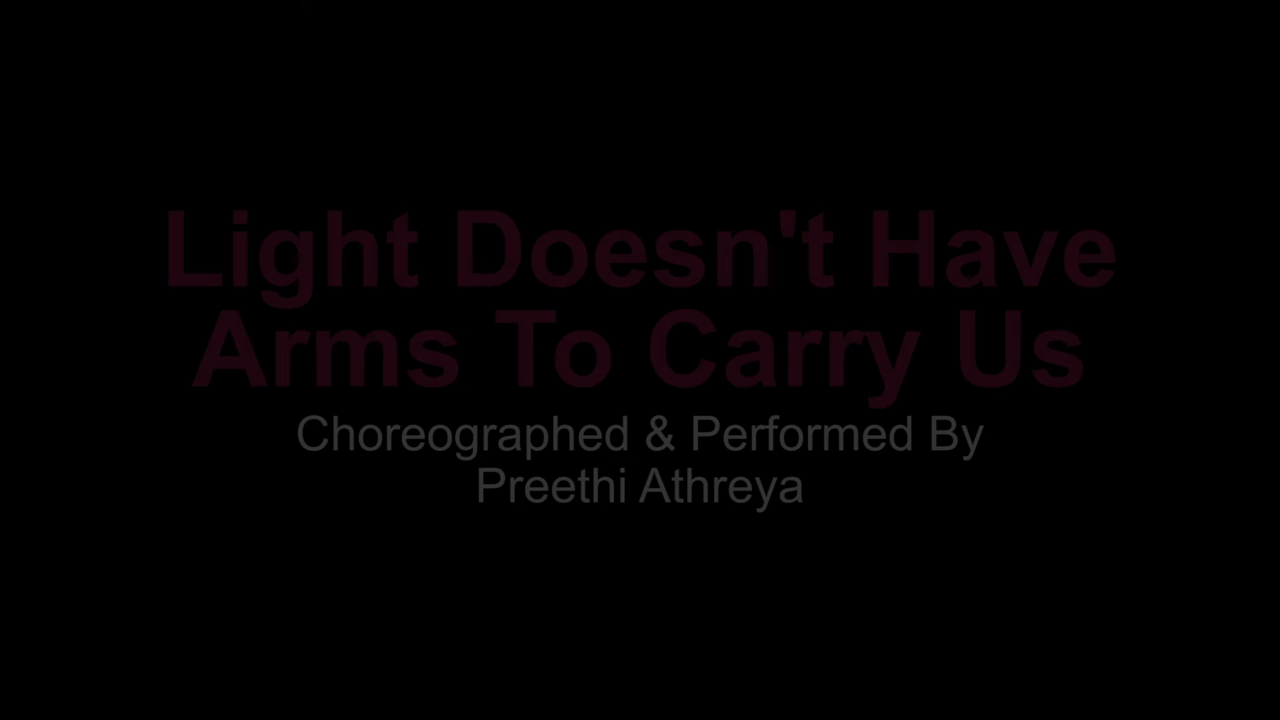 Light Doesn't Have
Arms To Carry Us
Choreographed & Performed By
Preethi Athreya